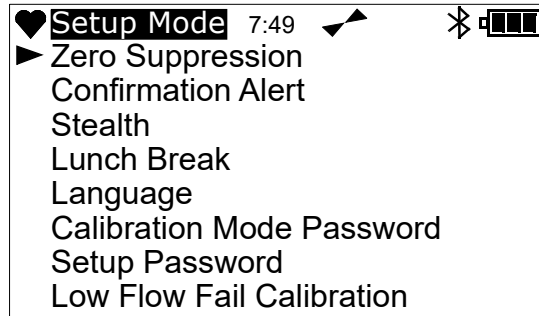 Setup Mode 7:49
Zero Suppression
Confirmation Alert
Stealth
Lunch Break
Language
Calibration Mode Password
Setup Password
Low Flow Fail Calibration